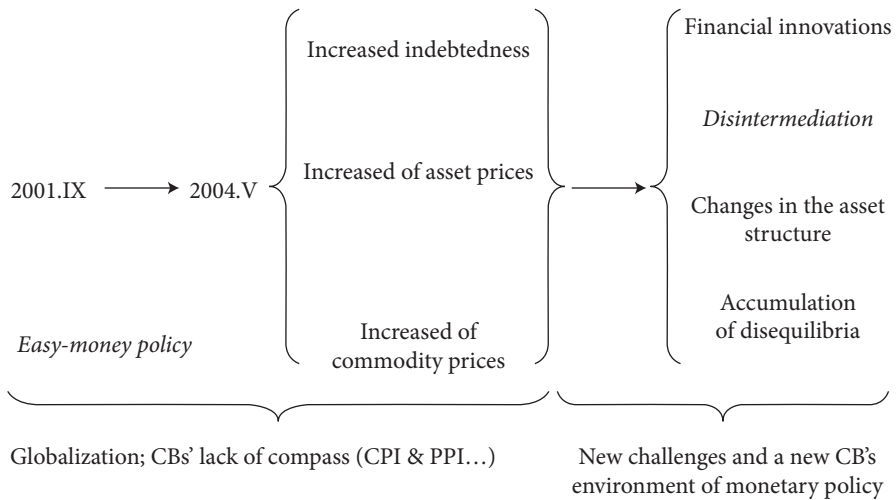 Increased indebtedness
Financial innovations
Disintermediation
2001.IX
2004.V
Increased of asset prices
Changes in the asset
structure
Easy-money policy
Increased of
commodity prices
Accumulation
of disequilibria
Globalization; CBs' lack of compass (CPI & PPI…)
New challenges and a new CB's
environment of monetary policy